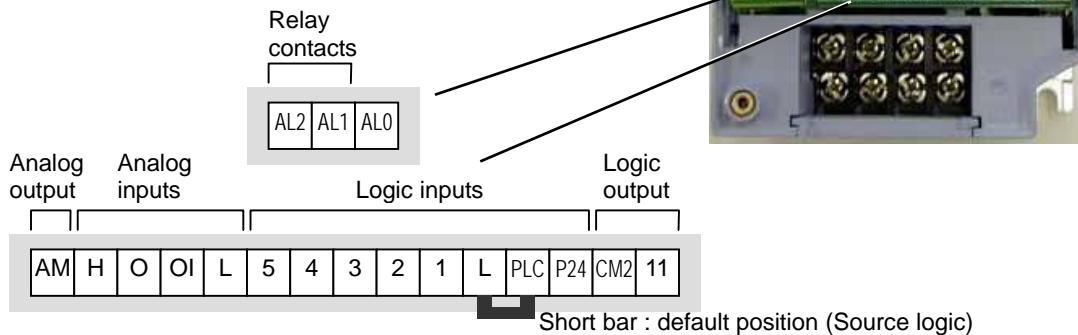 Relay
contacts
AL2 AL1 AL0
Analog
output
Analog
inputs
Logic inputs
Logic
output
AM H O OI L 5 4 3 2 1 L PLC P24 CM2 11
Short bar : default position (Source logic)